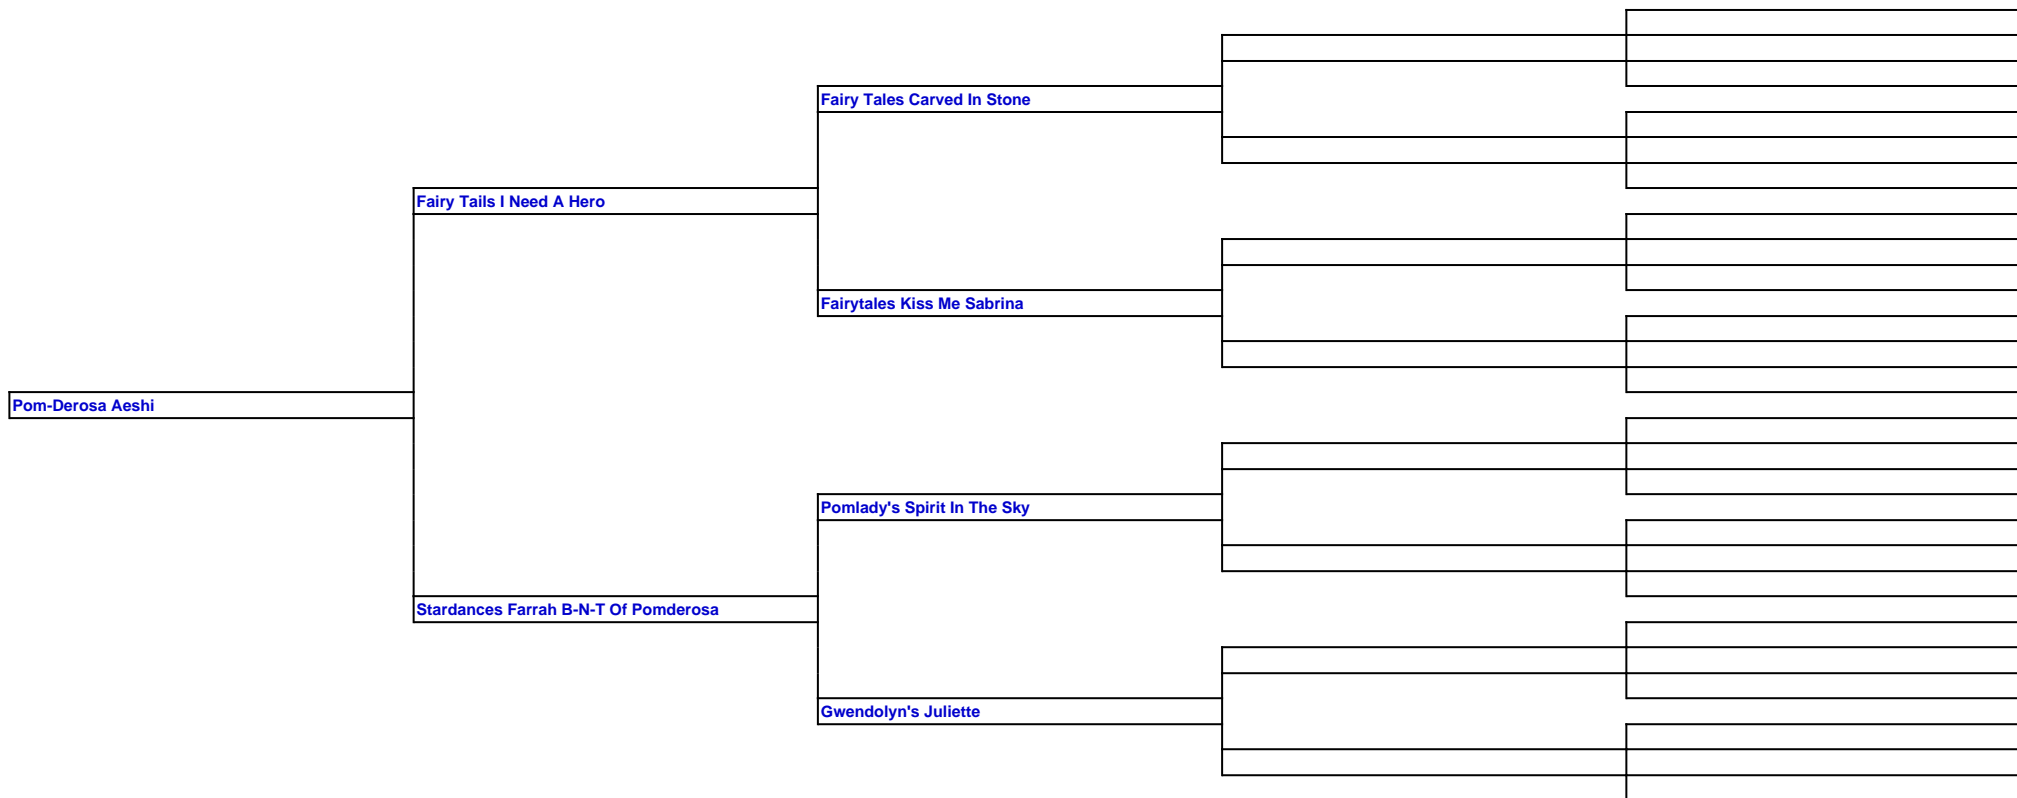 Fairy Tales Carved In Stone
Fairy Tails I Need A Hero
Fairytales Kiss Me Sabrina
Pom-Derosa Aeshi
Pomlady's Spirit In The Sky
Stardances Farrah B-N-T Of Pomderosa
Gwendolyn's Juliette